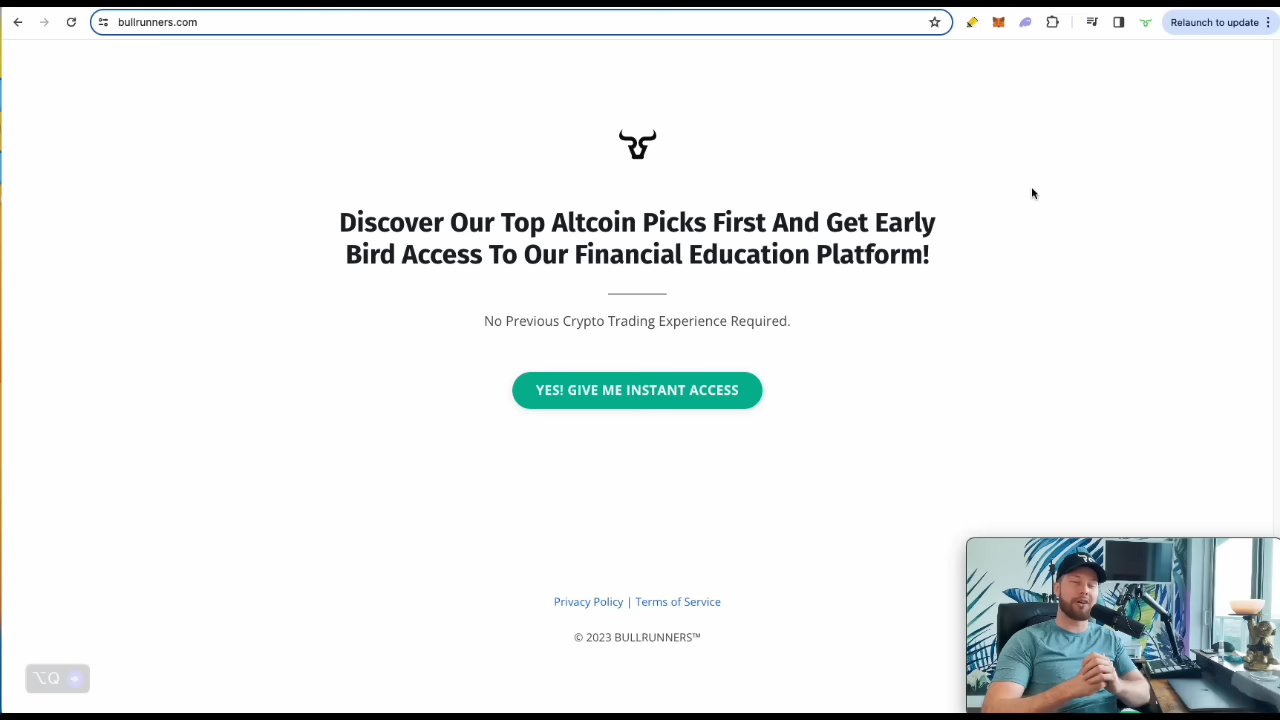 bullrunners.com
Relaunch to update
Discover Our Top Altcoin Picks First And Get Early
Bird Access To Our Financial Education Platform!
No Previous Crypto Trading Experience Required.
YES! GIVE ME INSTANT ACCESS
Privacy Policy | Terms of Service
© 2023 BULLRUNNERS™
⌥Q